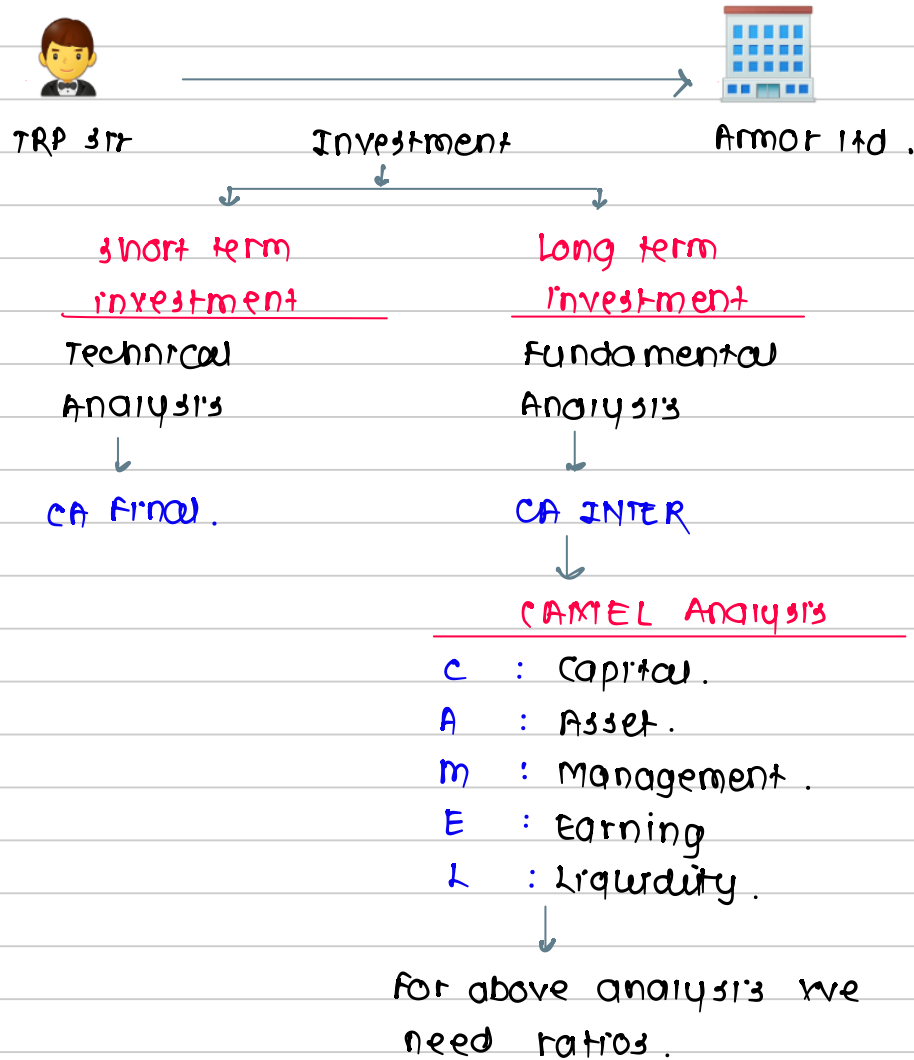 TRP sir Investment Armor ltd.
Short term Long term
investment investment
Technical Fundamental
Analysis Analysis
CA Final. CA INTER
CAMEL Analysis
C : Capital.
A : Asset.
M : Management.
E : Earning
L : Liquidity.
For above analysis we
need ratios.